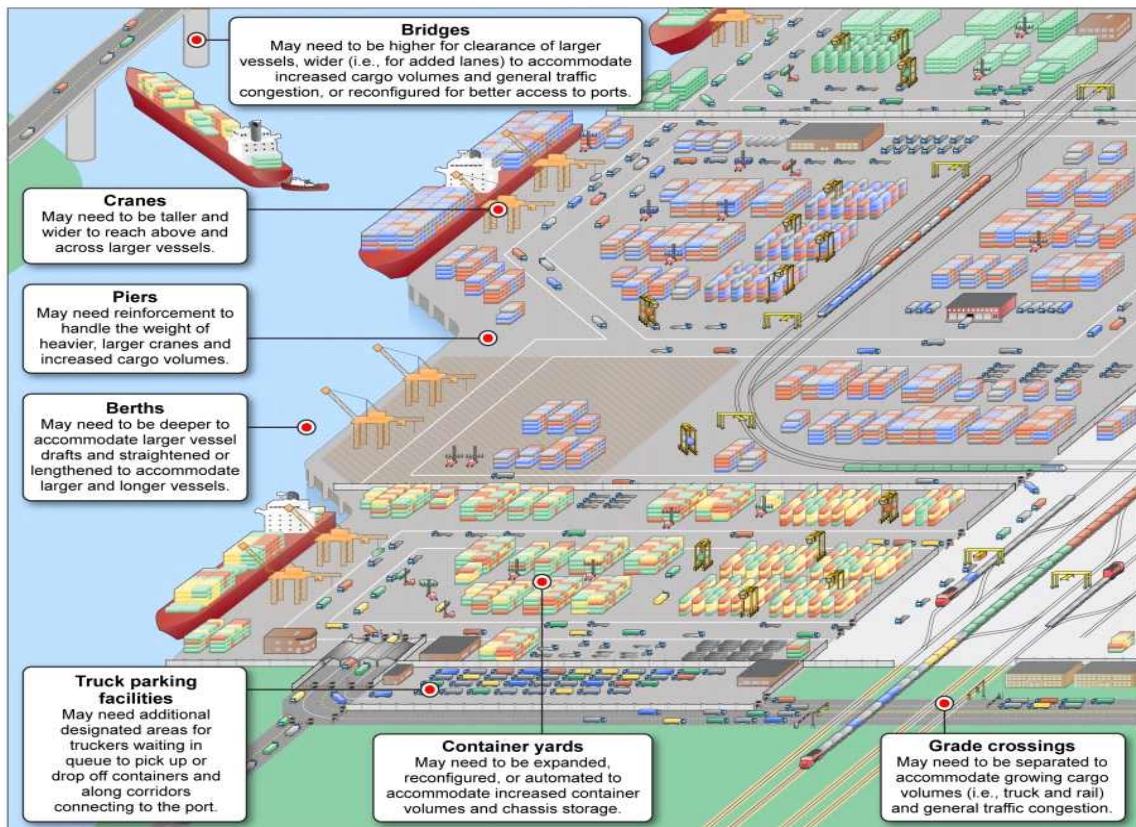 Bridges
May need to be higher for clearance of larger
vessels, wider (i.e., for added lanes) to accommodate
increased cargo volumes and general traffic
congestion, or reconfigured for better access to ports.
Cranes
May need to be taller and
wider to reach above and
across larger vessels.
Piers
May need reinforcement to
handle the weight of
heavier, larger cranes and
increased cargo volumes.
Berths
May need to be deeper to
accommodate larger vessel
drafts and straightened or
lengthened to accommodate
larger and longer vessels.
Truck parking
facilities
May need additional
designated areas for
truckers waiting in
queue to pick up or
drop off containers and
along corridors
connecting to the port.
Container yards
May need to be expanded,
reconfigured, or automated to
accommodate increased container
volumes and chassis storage.
Grade crossings
May need to be separated to
accommodate growing cargo
volumes (i.e., truck and rail)
and general traffic congestion.